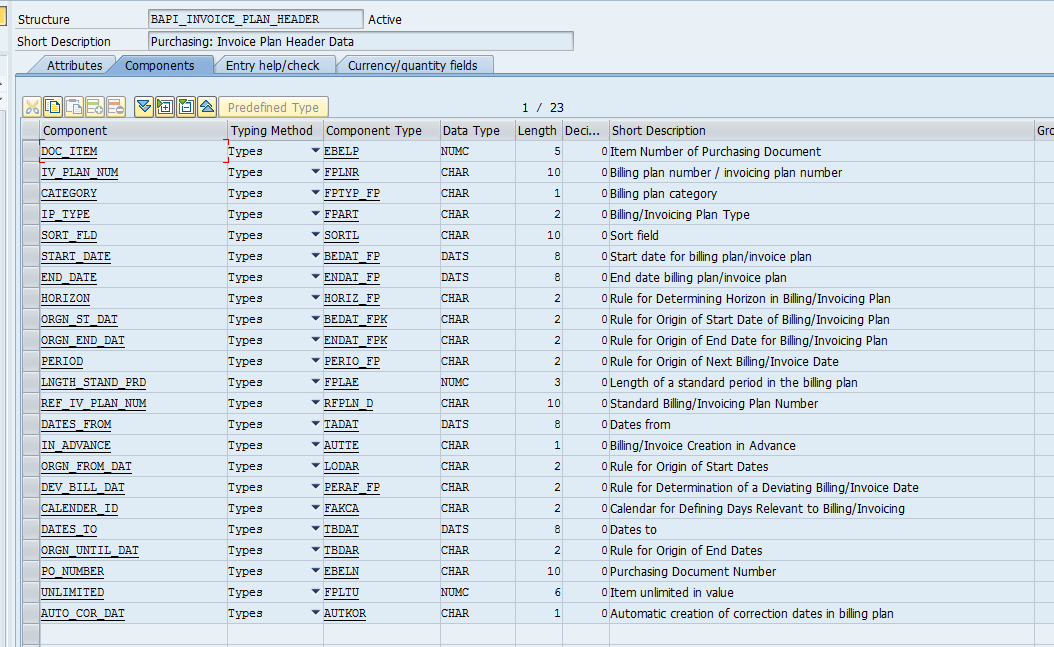 Structure BAPI_INVOICE_PLAN_HEADER Active
Short Description Purchasing: Invoice Plan Header Data
Attributes Components Entry help/check Currency/quantity fields
Predefined Type 1 / 23
Component Typing Method Component Type Data Type Length Deci... Short Description Gro
DOC_ITEM Types EBELP NUMC 5 0 Item Number of Purchasing Document
IV_PLAN_NUM Types FPLNR CHAR 10 0 Billing plan number / invoicing plan number
CATEGORY Types FPTYP_FP CHAR 1 0 Billing plan category
IP_TYPE Types FPART CHAR 2 0 Billing/Invoicing Plan Type
SORT_FLD Types SORTL CHAR 10 0 Sort field
START_DATE Types BEDAT_FP DATS 8 0 Start date for billing plan/invoice plan
END_DATE Types ENDAT_FP DATS 8 0 End date billing plan/invoice plan
HORIZON Types HORIZ_FP CHAR 2 0 Rule for Determining Horizon in Billing/Invoicing Plan
ORGN_ST_DAT Types BEDAT_FPK CHAR 2 0 Rule for Origin of Start Date of Billing/Invoicing Plan
ORGN_END_DAT Types ENDAT_FPK CHAR 2 0 Rule for Origin of End Date for Billing/Invoicing Plan
PERIOD Types PERIO_FP CHAR 2 0 Rule for Origin of Next Billing/Invoice Date
LNGTH_STAND_PRD Types FPLAE NUMC 3 0 Length of a standard period in the billing plan
REF_IV_PLAN_NUM Types RFPLN_D CHAR 10 0 Standard Billing/Invoicing Plan Number
DATES_FROM Types TADAT DATS 8 0 Dates from
IN_ADVANCE Types AUTTE CHAR 1 0 Billing/Invoice Creation in Advance
ORGN_FROM_DAT Types LODAR CHAR 2 0 Rule for Origin of Start Dates
DEV_BILL_DAT Types PERAF_FP CHAR 2 0 Rule for Determination of a Deviating Billing/Invoice Date
CALENDER_ID Types FAKCA CHAR 2 0 Calendar for Defining Days Relevant to Billing/Invoicing
DATES_TO Types TBDAT DATS 8 0 Dates to
ORGN_UNTIL_DAT Types TBDAR CHAR 2 0 Rule for Origin of End Dates
PO_NUMBER Types EBELN CHAR 10 0 Purchasing Document Number
UNLIMITED Types FPLTU NUMC 6 0 Item unlimited in value
AUTO_COR_DAT Types AUTKOR CHAR 1 0 Automatic creation of correction dates in billing plan